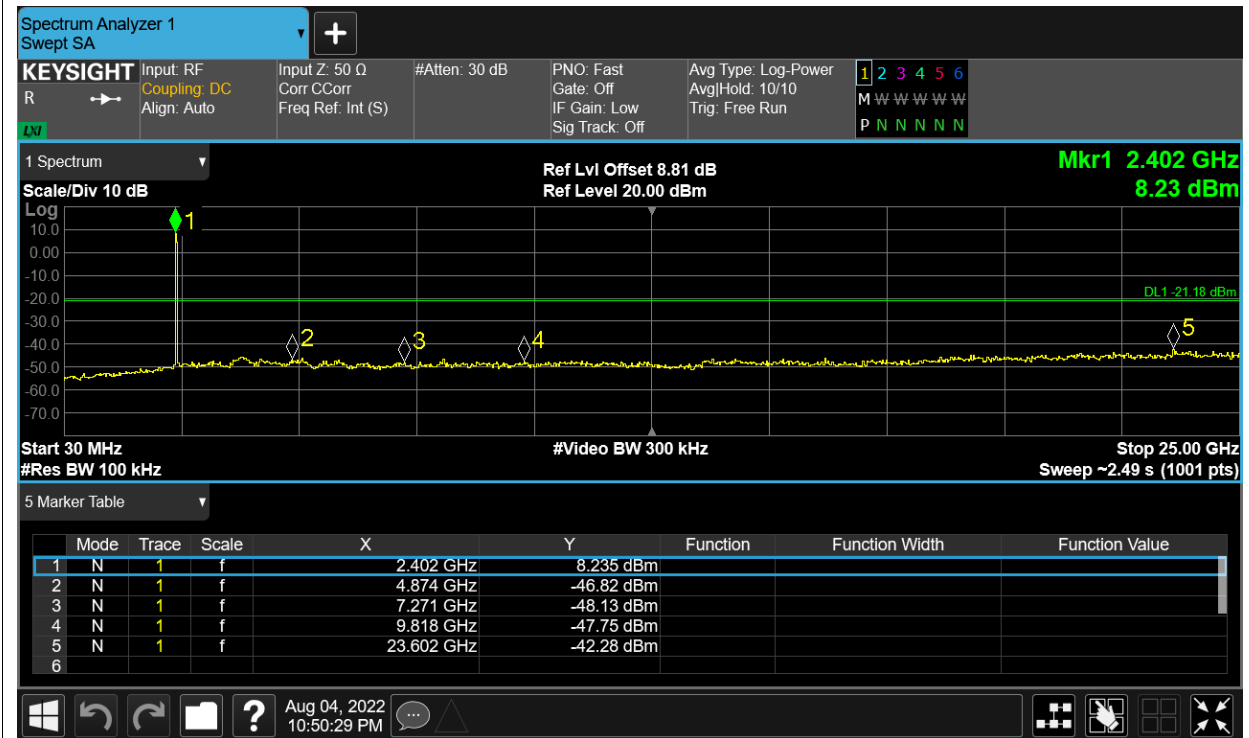 Spectrum Analyzer 1
Swept SA
+
KEYSIGHT
R
LXI
Input: RF
Coupling: DC
Align: Auto
Input Z: 50 Ω
Corr CCorr
Freq Ref: Int (S)
#Atten: 30 dB
PNO: Fast
Gate: Off
IF Gain: Low
Sig Track: Off
Avg Type: Log-Power
Avg|Hold: 10/10
Trig: Free Run
1 2 3 4 5 6
M W W W W W
P N N N N N
1 Spectrum
Scale/Div 10 dB
Ref Lvl Offset 8.81 dB
Ref Level 20.00 dBm
Mkr1 2.402 GHz
8.23 dBm
Log
10.0
0.00
-10.0
-20.0
-30.0
-40.0
-50.0
-60.0
-70.0
1
2
3
4
5
DL1 -21.18 dBm
Start 30 MHz
#Video BW 300 kHz
Stop 25.00 GHz
#Res BW 100 kHz
Sweep ~2.49 s (1001 pts)
5 Marker Table
Mode Trace Scale X Y Function Function Width Function Value
1 N 1 f 2.402 GHz 8.235 dBm
2 N 1 f 4.874 GHz -46.82 dBm
3 N 1 f 7.271 GHz -48.13 dBm
4 N 1 f 9.818 GHz -47.75 dBm
5 N 1 f 23.602 GHz -42.28 dBm
6
?
Aug 04, 2022
10:50:29 PM